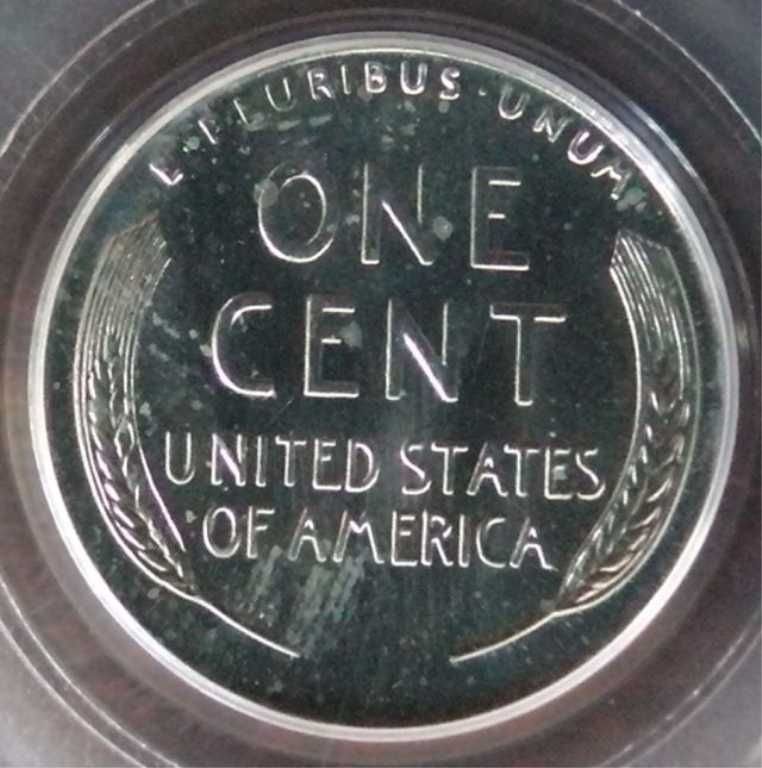 E·PLURIBUS·UNUM
ONE
CENT
UNITED STATES
OF AMERICA